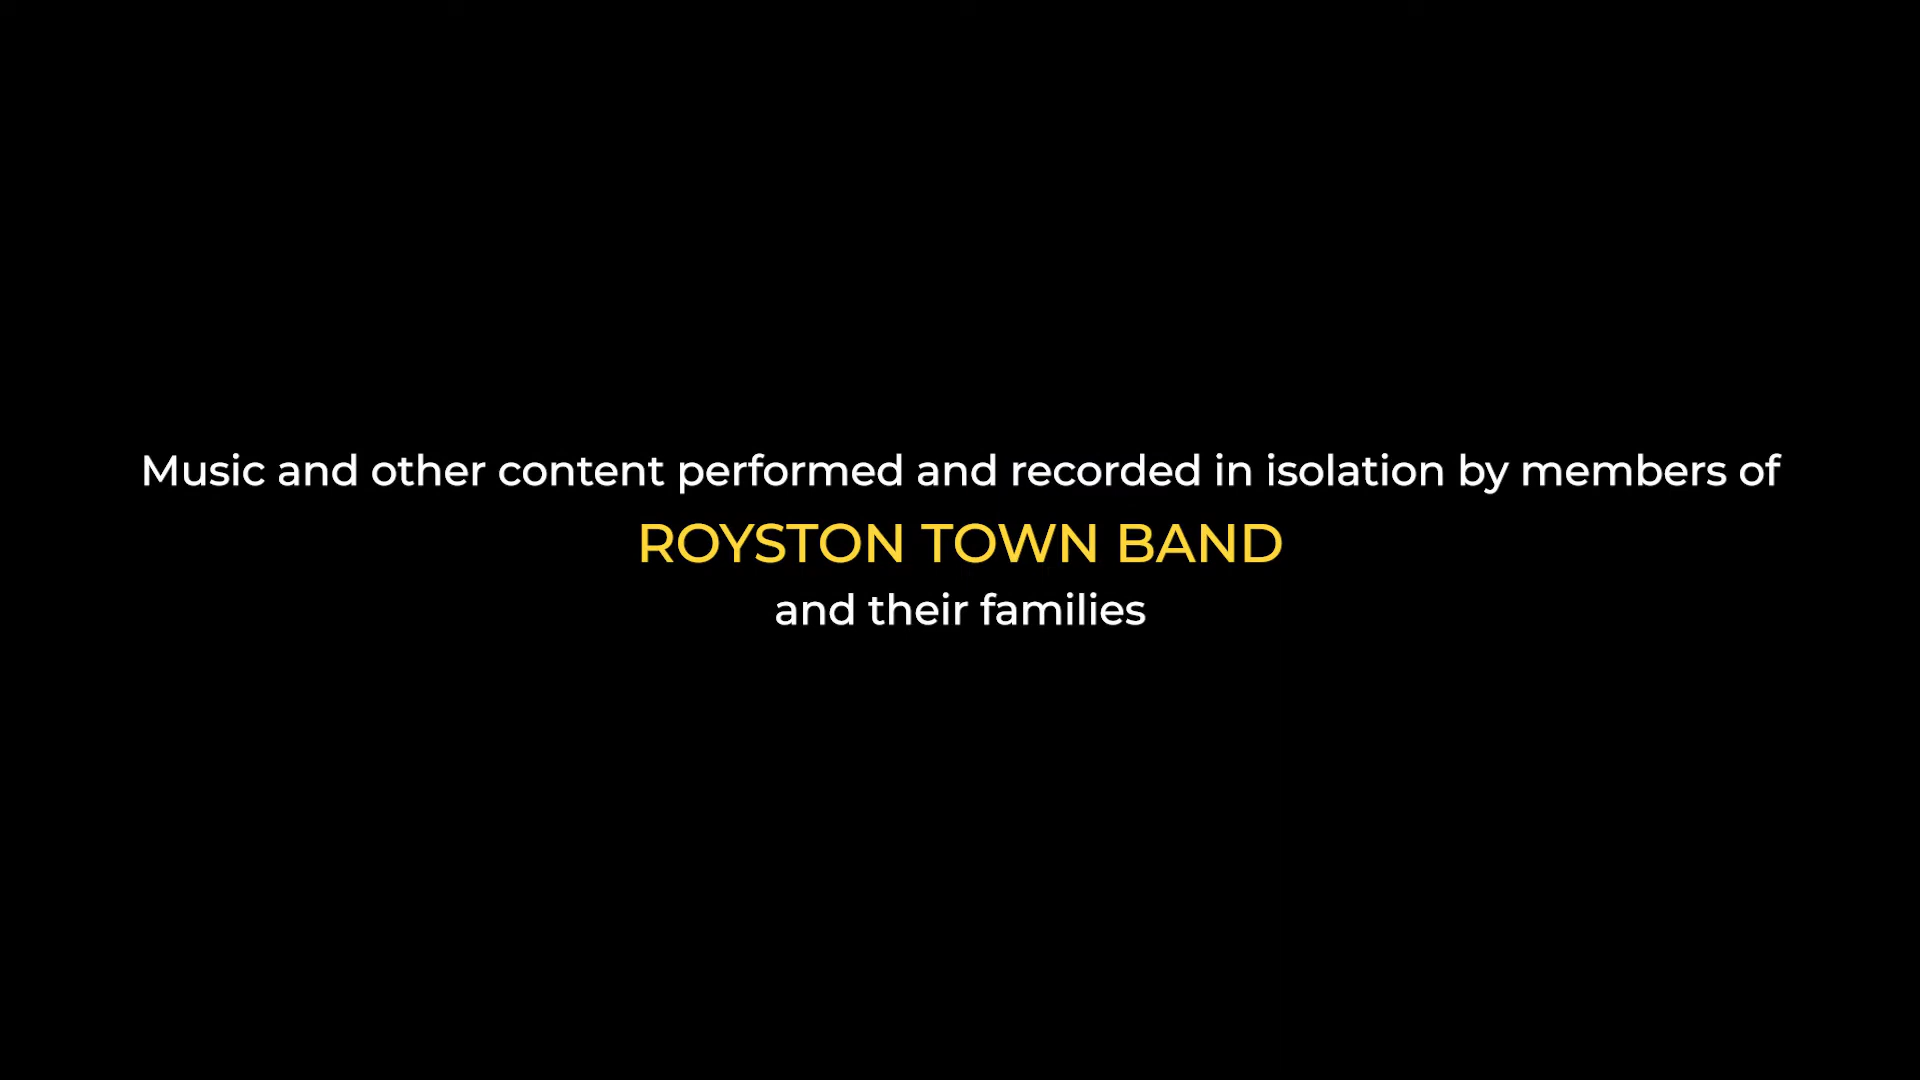 Music and other content performed and recorded in isolation by members of
ROYSTON TOWN BAND
and their families